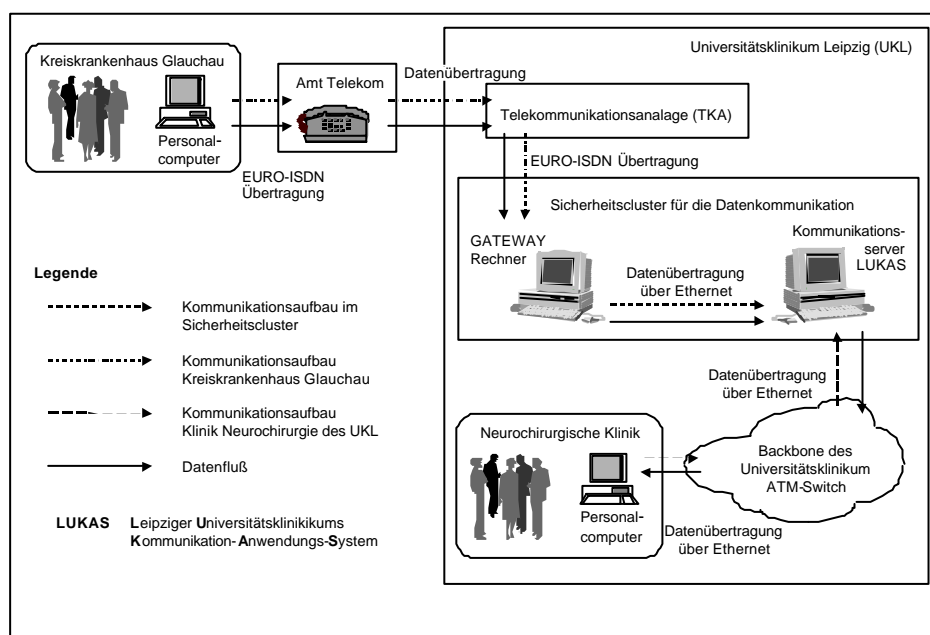 Universitätsklinikum Leipzig (UKL)
Kreiskrankenhaus Glauchau
Personal-
computer
EURO-ISDN
Übertragung
Amt Telekom
Datenübertragung
Telekommunikationsanalage (TKA)
EURO-ISDN Übertragung
Sicherheitscluster für die Datenkommunikation
GATEWAY
Rechner
Kommunikations-
server
LUKAS
Datenübertragung
über Ethernet
Datenübertragung
über Ethernet
Backbone des
Universitätsklinikum
ATM-Switch
Neurochirurgische Klinik
Personal-
computer
Datenübertragung
über Ethernet
Legende
Kommunikationsaufbau im
Sicherheitscluster
Kommunikationsaufbau
Kreiskrankenhaus Glauchau
Kommunikationsaufbau
Klinik Neurochirurgie des UKL
Datenfluß
LUKAS Leipziger Universitätsklinikikums
Kommunikation-Anwendungs-System